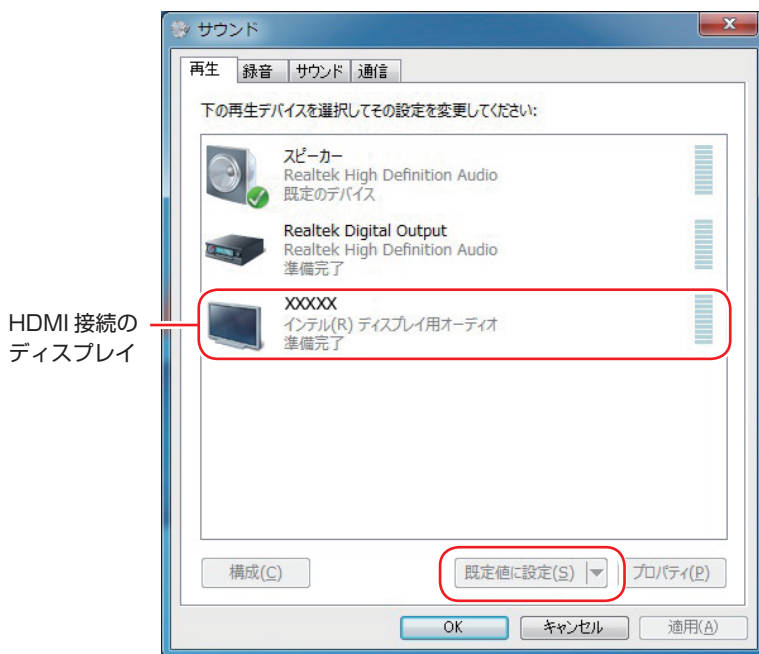 サウンド
再生 録音 サウンド 通信
下の再生デバイスを選択してその設定を変更してください:
スピーカー
Realtek High Definition Audio
既定のデバイス
Realtek Digital Output
Realtek High Definition Audio
準備完了
HDMI 接続の
ディスプレイ
XXXXX
インテル(R) ディスプレイ用オーディオ
準備完了
構成(C) 既定値に設定(S) プロパティ(P)
OK キャンセル 適用(A)